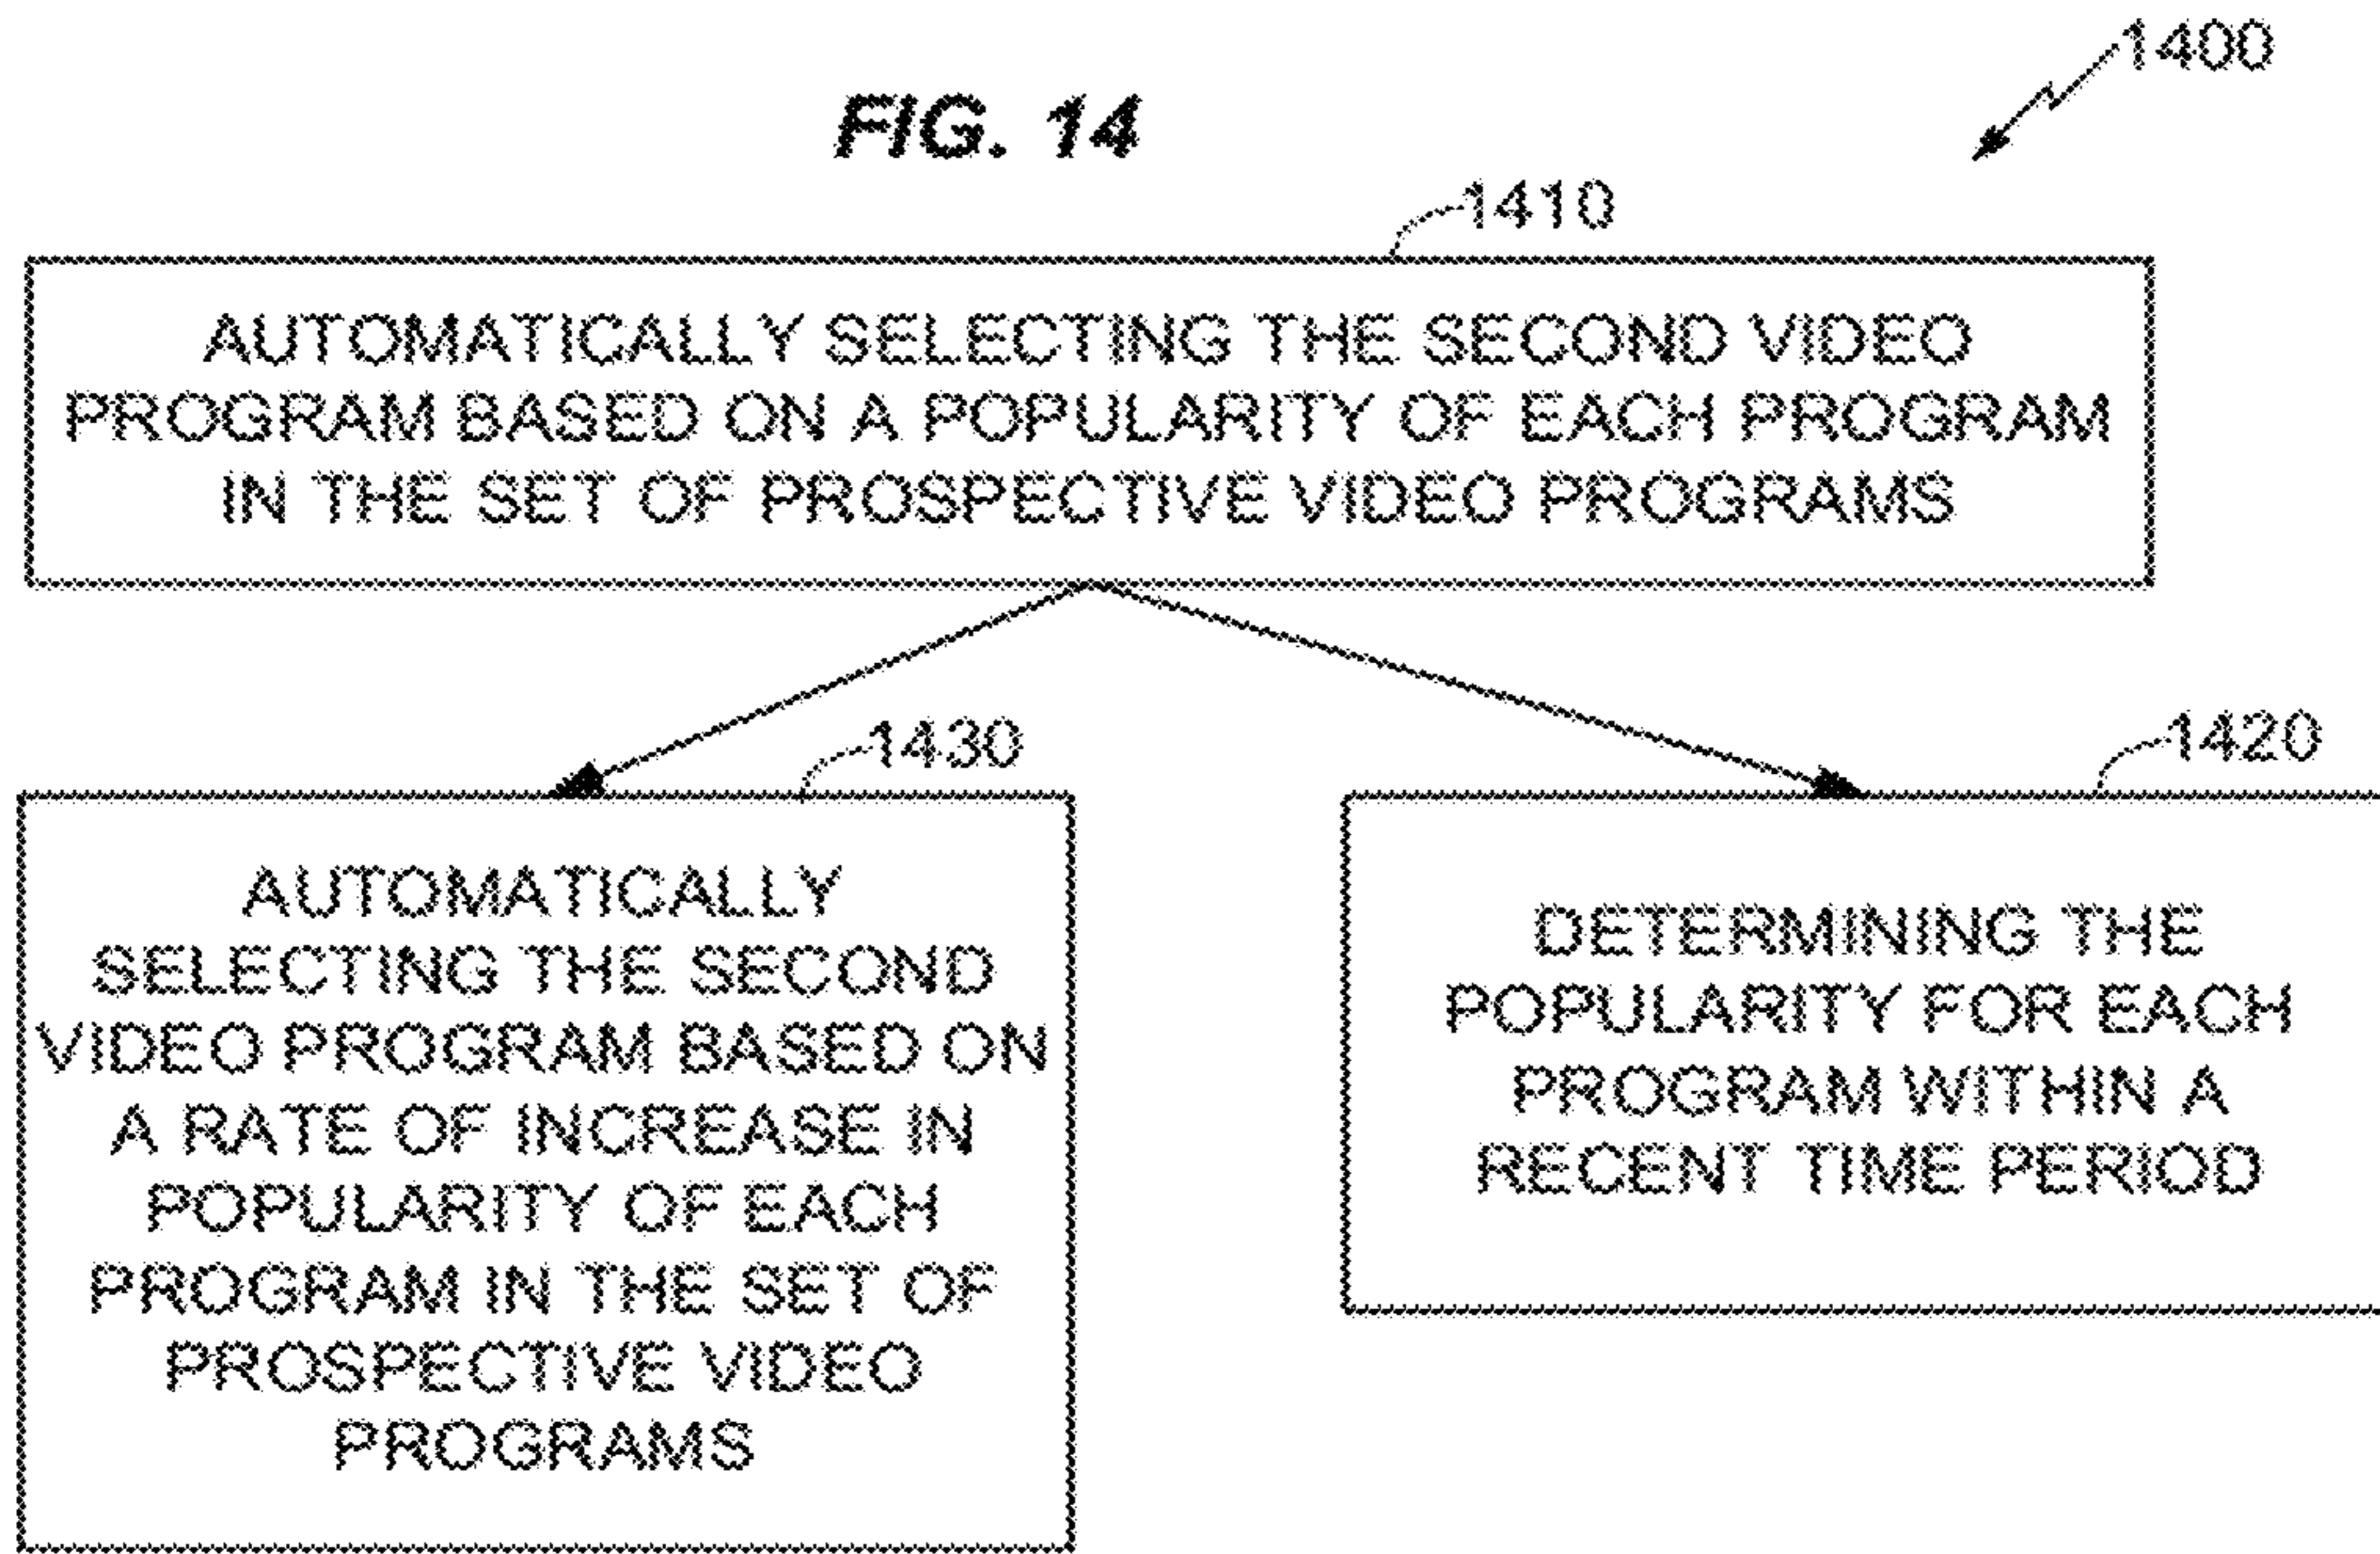 1400
FIG. 14
1410
AUTOMATICALLY SELECTING THE SECOND VIDEO
PROGRAM BASED ON A POPULARITY OF EACH PROGRAM
IN THE SET OF PROSPECTIVE VIDEO PROGRAMS
1430
AUTOMATICALLY
SELECTING THE SECOND
VIDEO PROGRAM BASED ON
A RATE OF INCREASE IN
POPULARITY OF EACH
PROGRAM IN THE SET OF
PROSPECTIVE VIDEO
PROGRAMS
1420
DETERMINING THE
POPULARITY FOR EACH
PROGRAM WITHIN A
RECENT TIME PERIOD